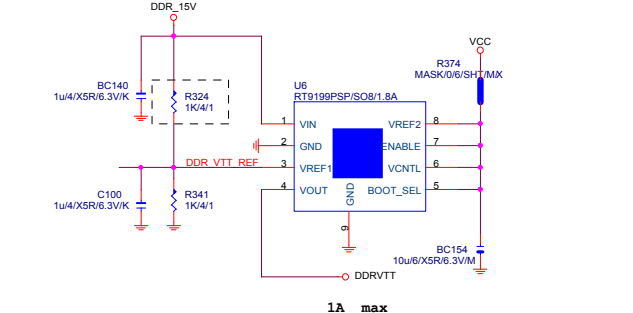 DDR_15V
VCC
R374
MASK/0/6/SHT/MX
BC140
1u/4/X5R/6.3V/K
R324
1K/4/1
U6
RT9199PSP/SO8/1.8A
1 VIN VREF2 8
2 GND ENABLE 7
DDR_VTT_REF 3 VREF1 VCNTL 6
4 VOUT BOOT_SEL 5
GND
9
C100
1u/4/X5R/6.3V/K
R341
1K/4/1
BC154
10u/6/X5R/6.3V/M
DDRVTT
1A max